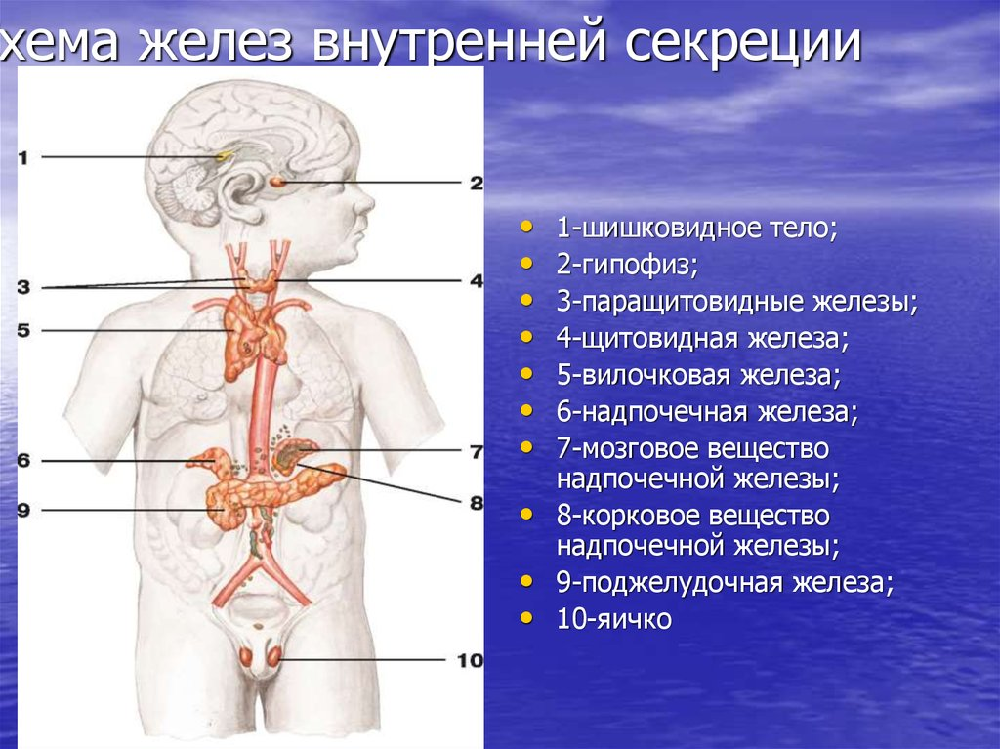 хема желез внутренней секреции
1
2
3
4
5
6
7
8
9
10
• 1-шишковидное тело;
• 2-гипофиз;
• 3-паращитовидные железы;
• 4-щитовидная железа;
• 5-вилочковая железа;
• 6-надпочечная железа;
• 7-мозговое вещество
надпочечной железы;
• 8-корковое вещество
надпочечной железы;
• 9-поджелудочная железа;
• 10-яичко